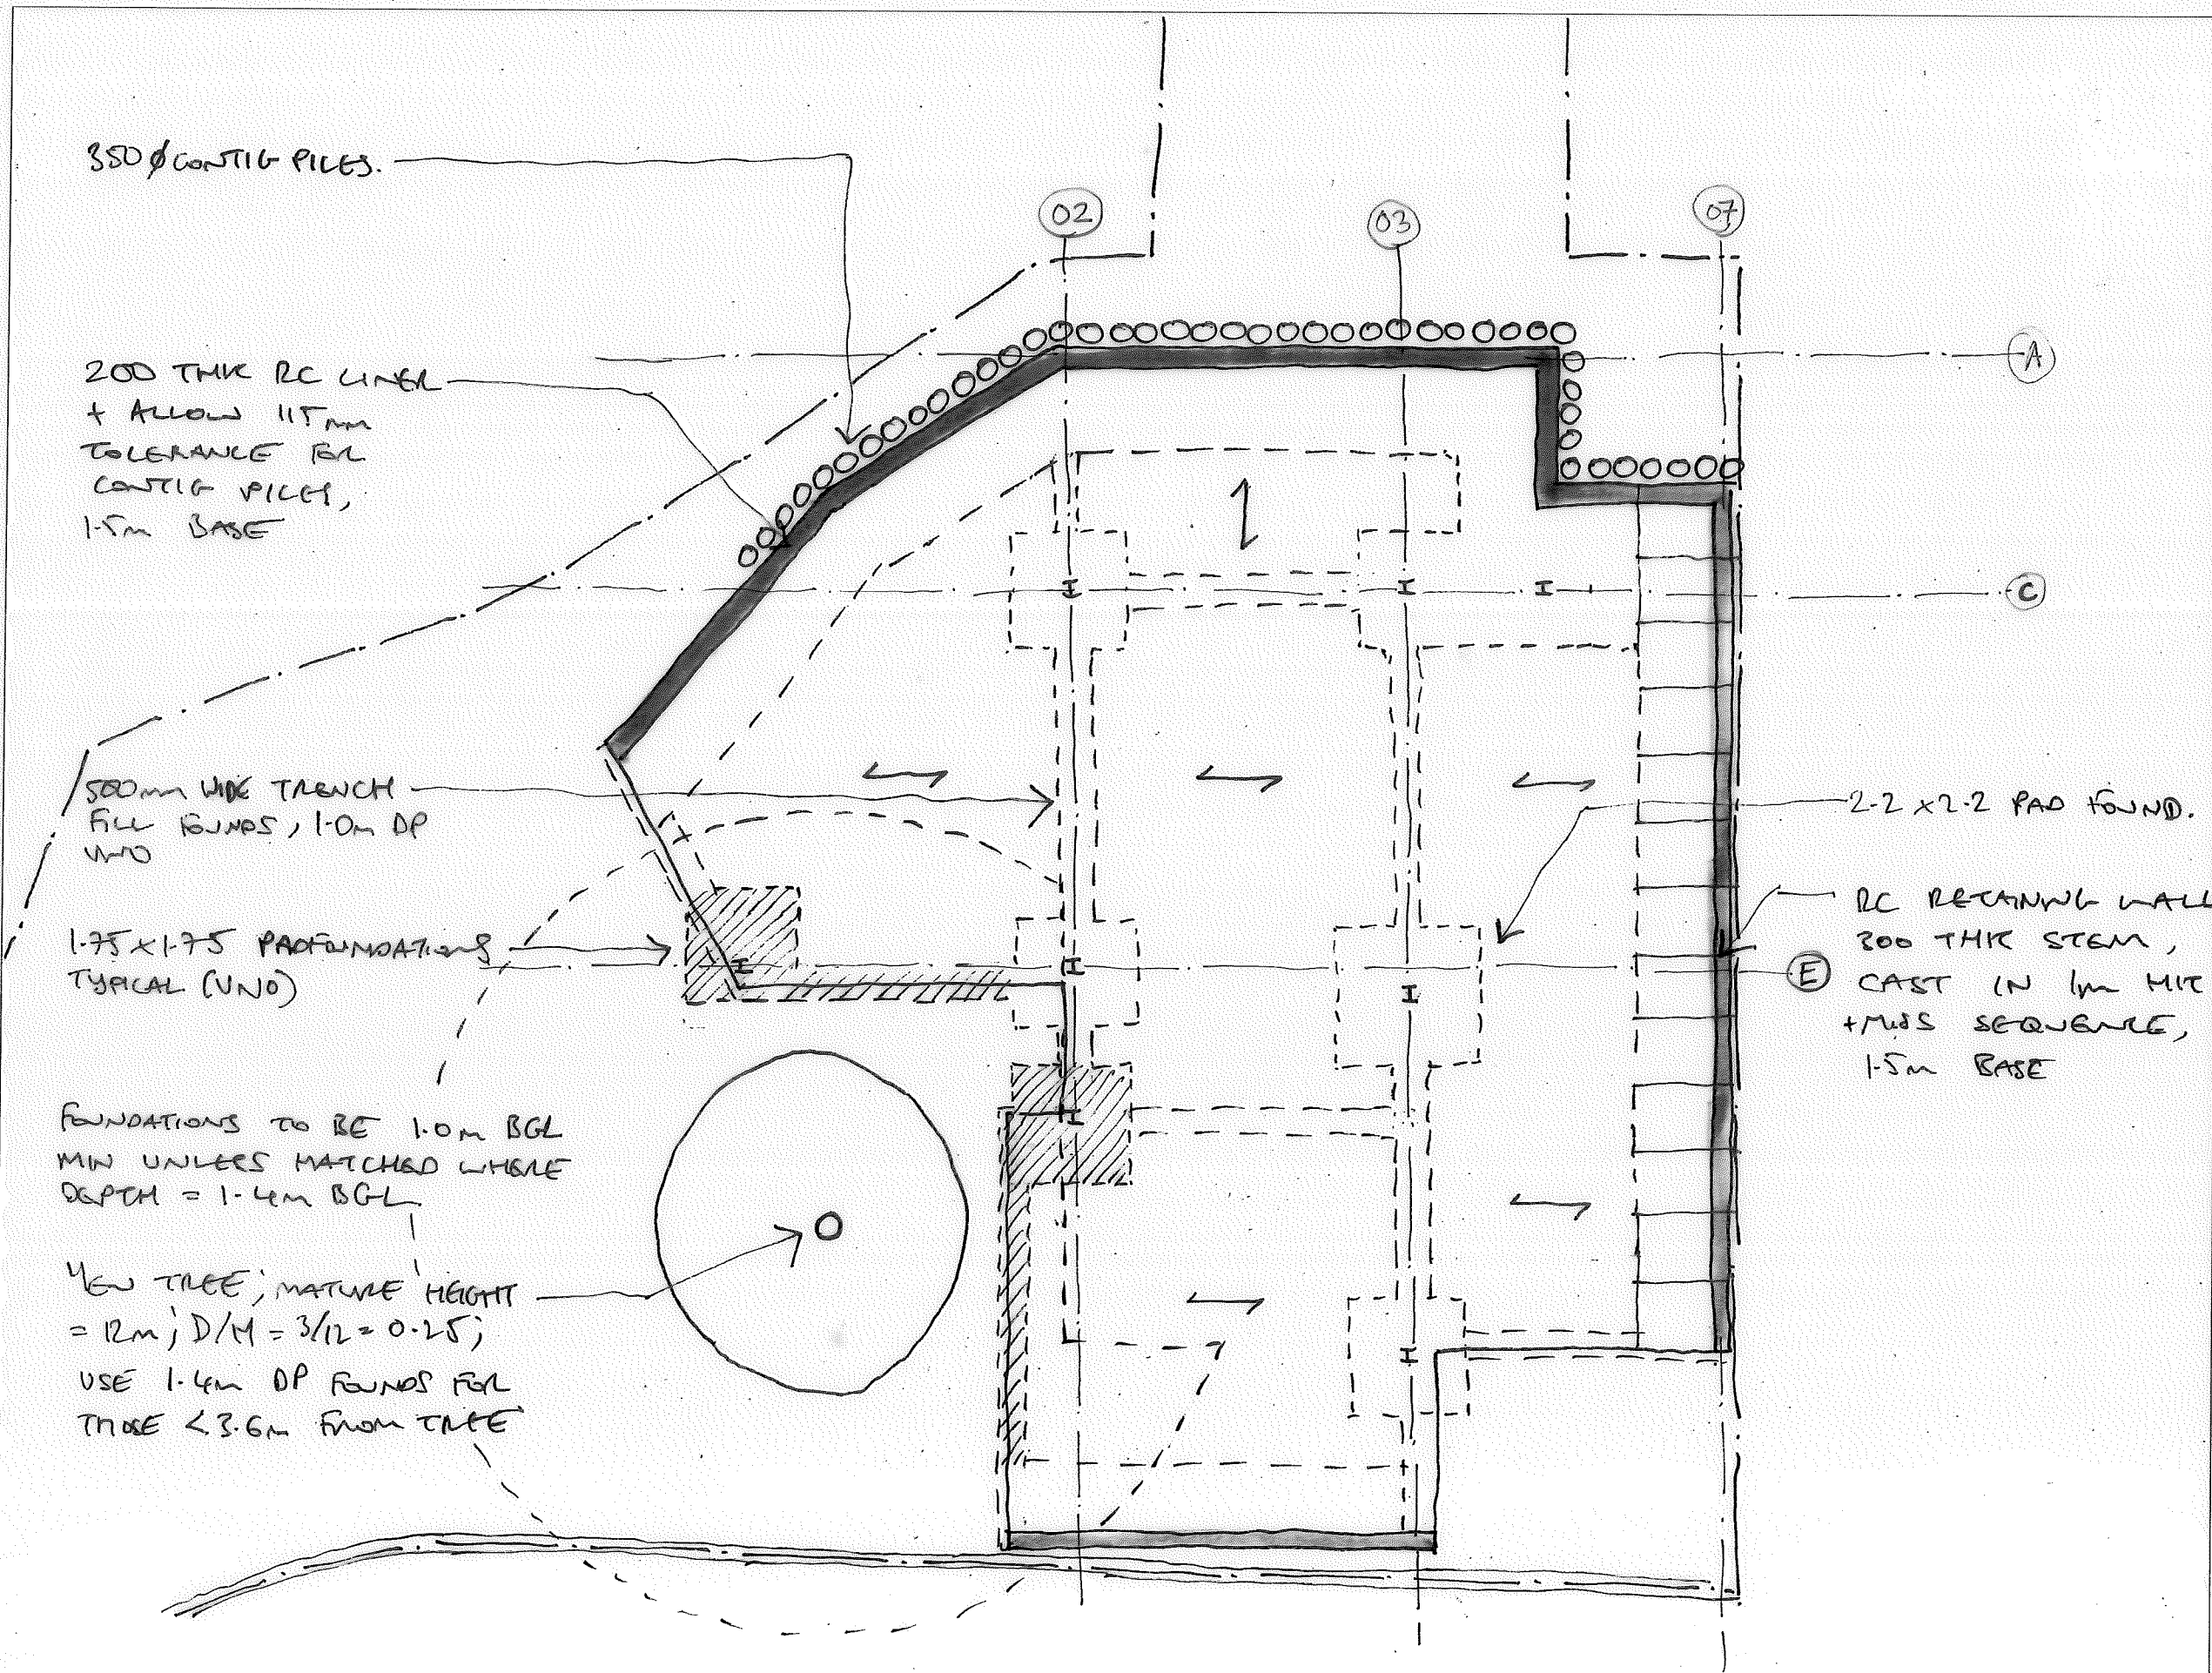 350 Ø CONTIG PILES.
02
03
07
A
200 THK RC LINER
+ ALLOW 115mm
TOLERANCE FOR
CONTIG PILES,
1.5m BASE
C
500mm WIDE TRENCH
FILL FOUNDS, 1.0m DP
UNO
2.2 x 2.2 PAD FOUND.
1.75 x 1.75 PADFOUNDATIONS
TYPICAL (UNO)
RC RETAINING WALL
300 THK STEM,
E
CAST IN 1m HIT
+ MISS SEQUENCE,
1.5m BASE
FOUNDATIONS TO BE 1.0m BGL
MIN UNLESS HATCHED WHERE
DEPTH = 1.4m BGL
YEW TREE; MATURE HEIGHT
= 12m; D/H = 3/12 = 0.25;
USE 1.4m DP FOUNDS FOR
THOSE <3.6m FROM TREE